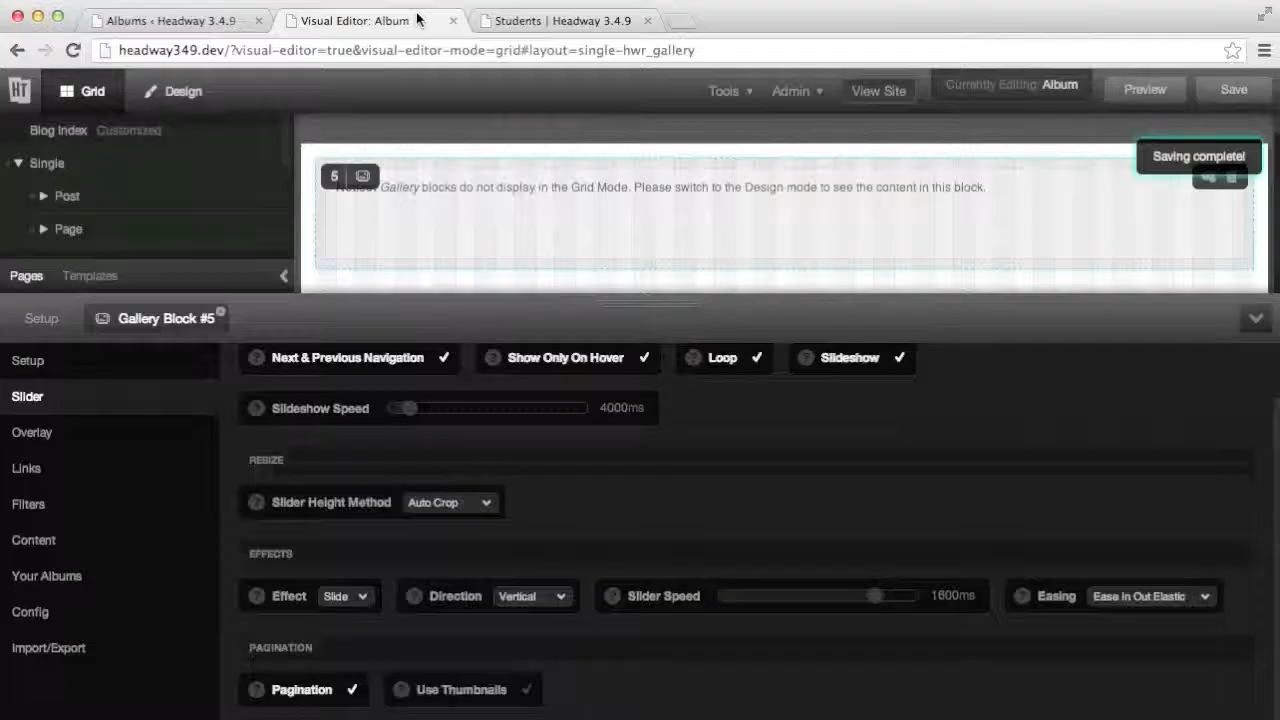 Albums ‹ Headway 3.4.9
Visual Editor: Album
Students | Headway 3.4.9
headway349.dev/?visual-editor=true&visual-editor-mode=grid#layout=single-hwr_gallery
HT
Grid
Design
Tools
Admin
View Site
Currently Editing: Album
Preview
Save
Blog Index Customized
Single
Post
Page
Pages
Templates
5
Notice: Gallery blocks do not display in the Grid Mode. Please switch to the Design mode to see the content in this block.
Saving complete!
Setup
Gallery Block #5
Setup
Slider
Overlay
Links
Filters
Content
Your Albums
Config
Import/Export
Next & Previous Navigation
Show Only On Hover
Loop
Slideshow
Slideshow Speed
4000ms
RESIZE
Slider Height Method
Auto Crop
EFFECTS
Effect
Slide
Direction
Vertical
Slider Speed
1600ms
Easing
Ease In Out Elastic
PAGINATION
Pagination
Use Thumbnails